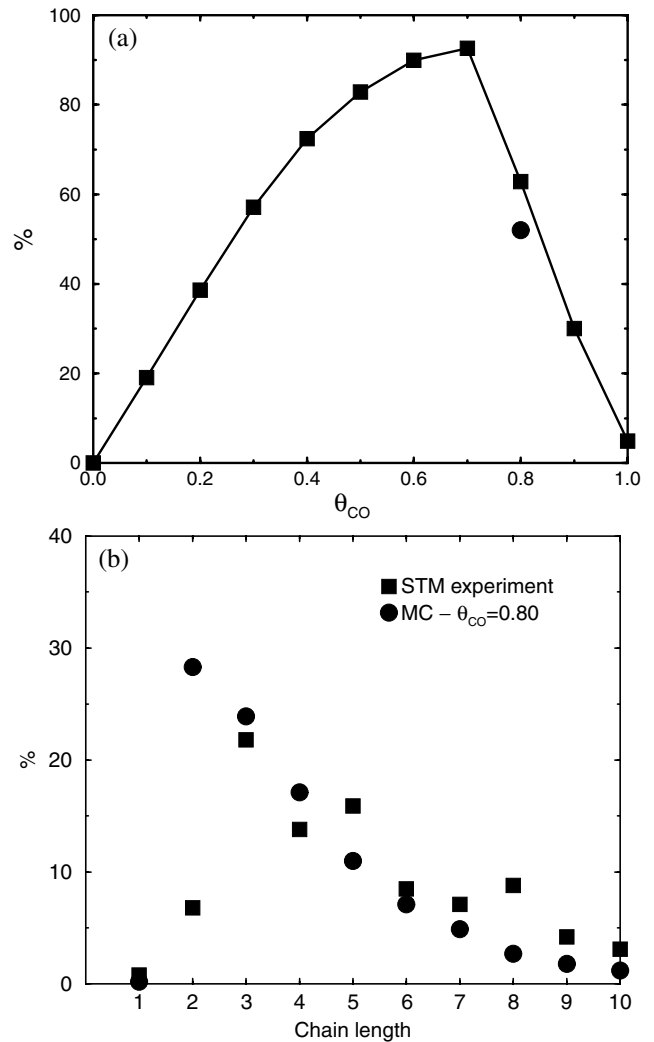 (a)
100
80
60
40
20
0
%
0.0 0.2 0.4 0.6 0.8 1.0
θCO
(b)
40
30
20
10
0
%
STM experiment
MC – θCO=0.80
1 2 3 4 5 6 7 8 9 10
Chain length